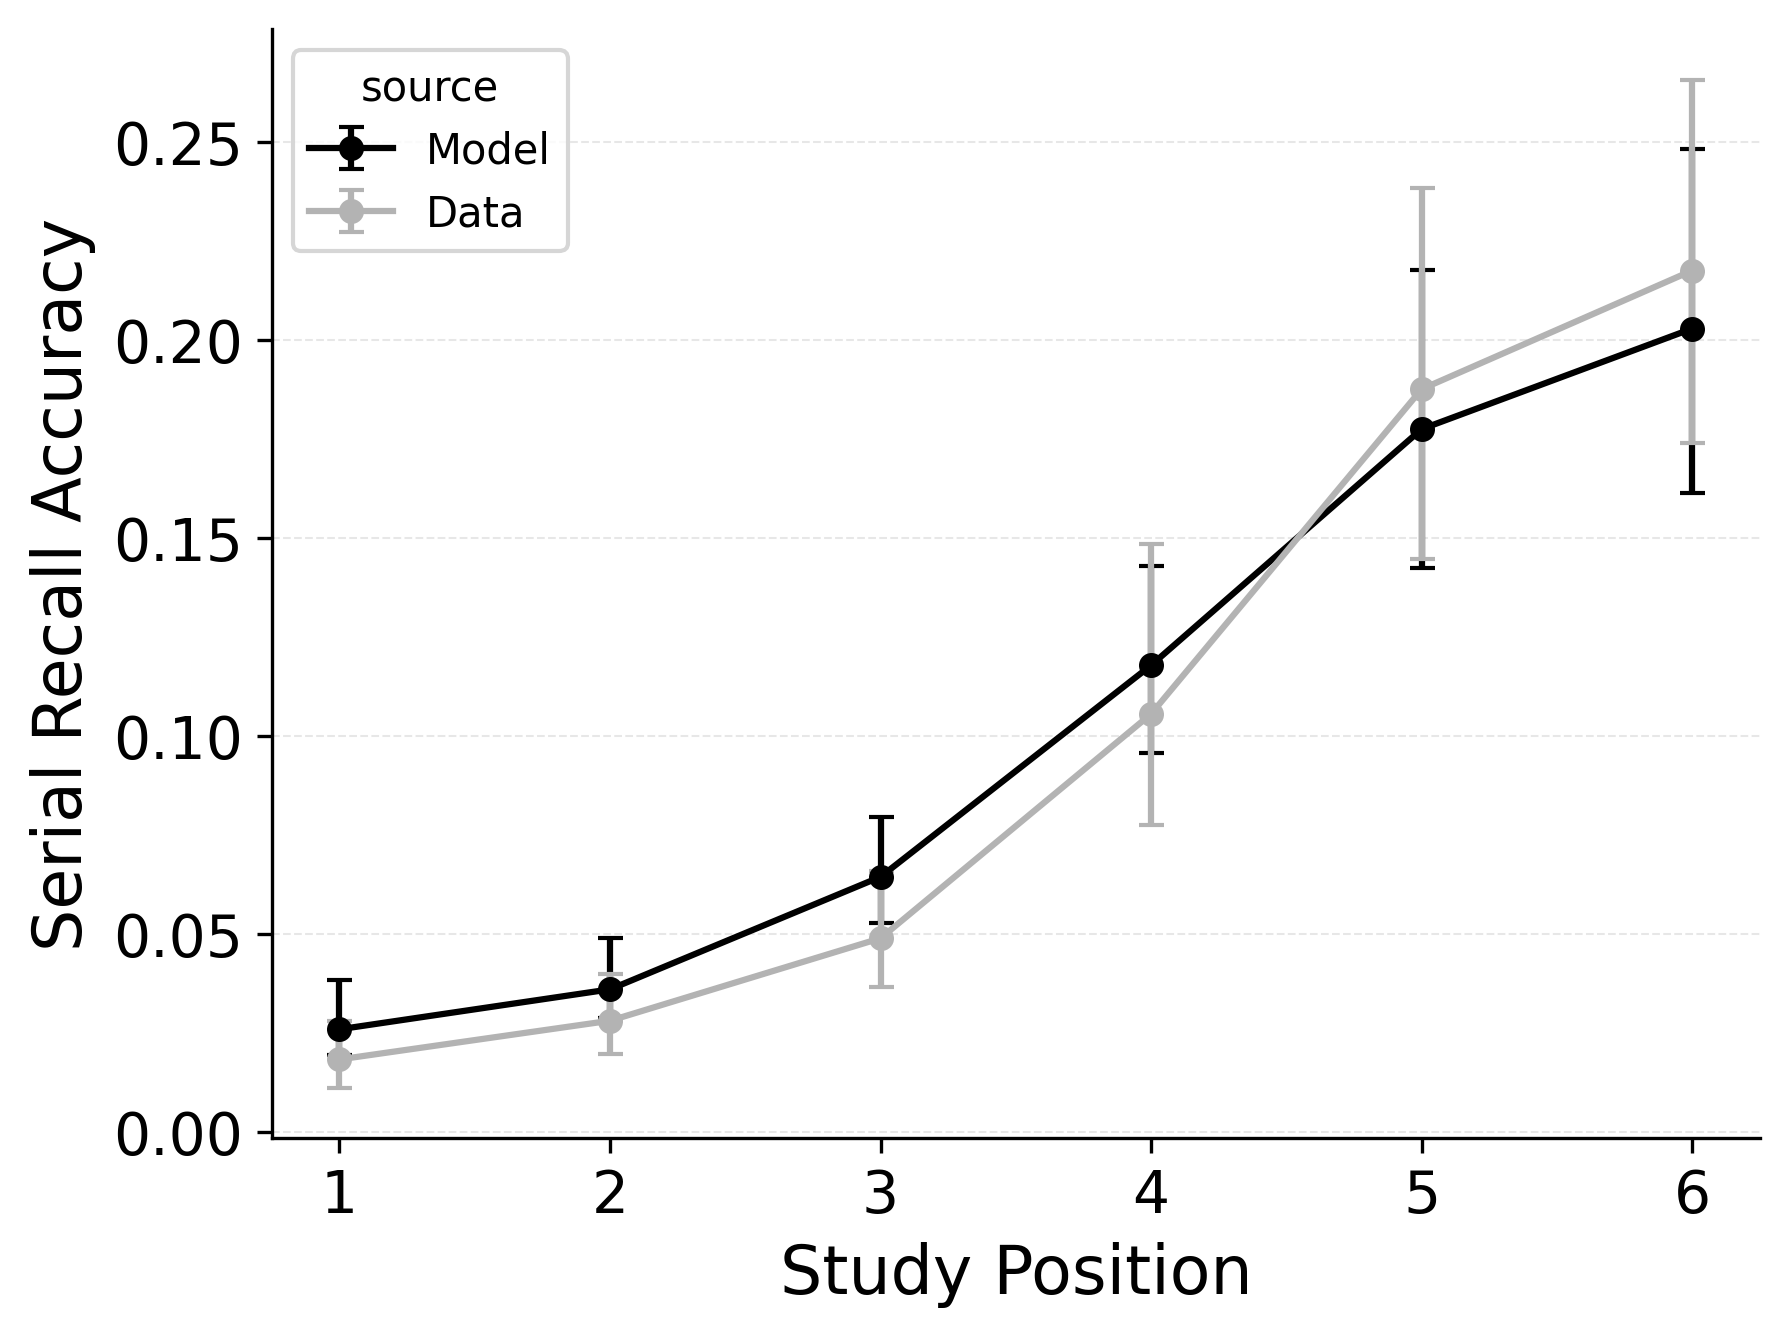 source
Model
Data
0.25
0.20
0.15
0.10
0.05
0.00
Serial Recall Accuracy
1 2 3 4 5 6
Study Position